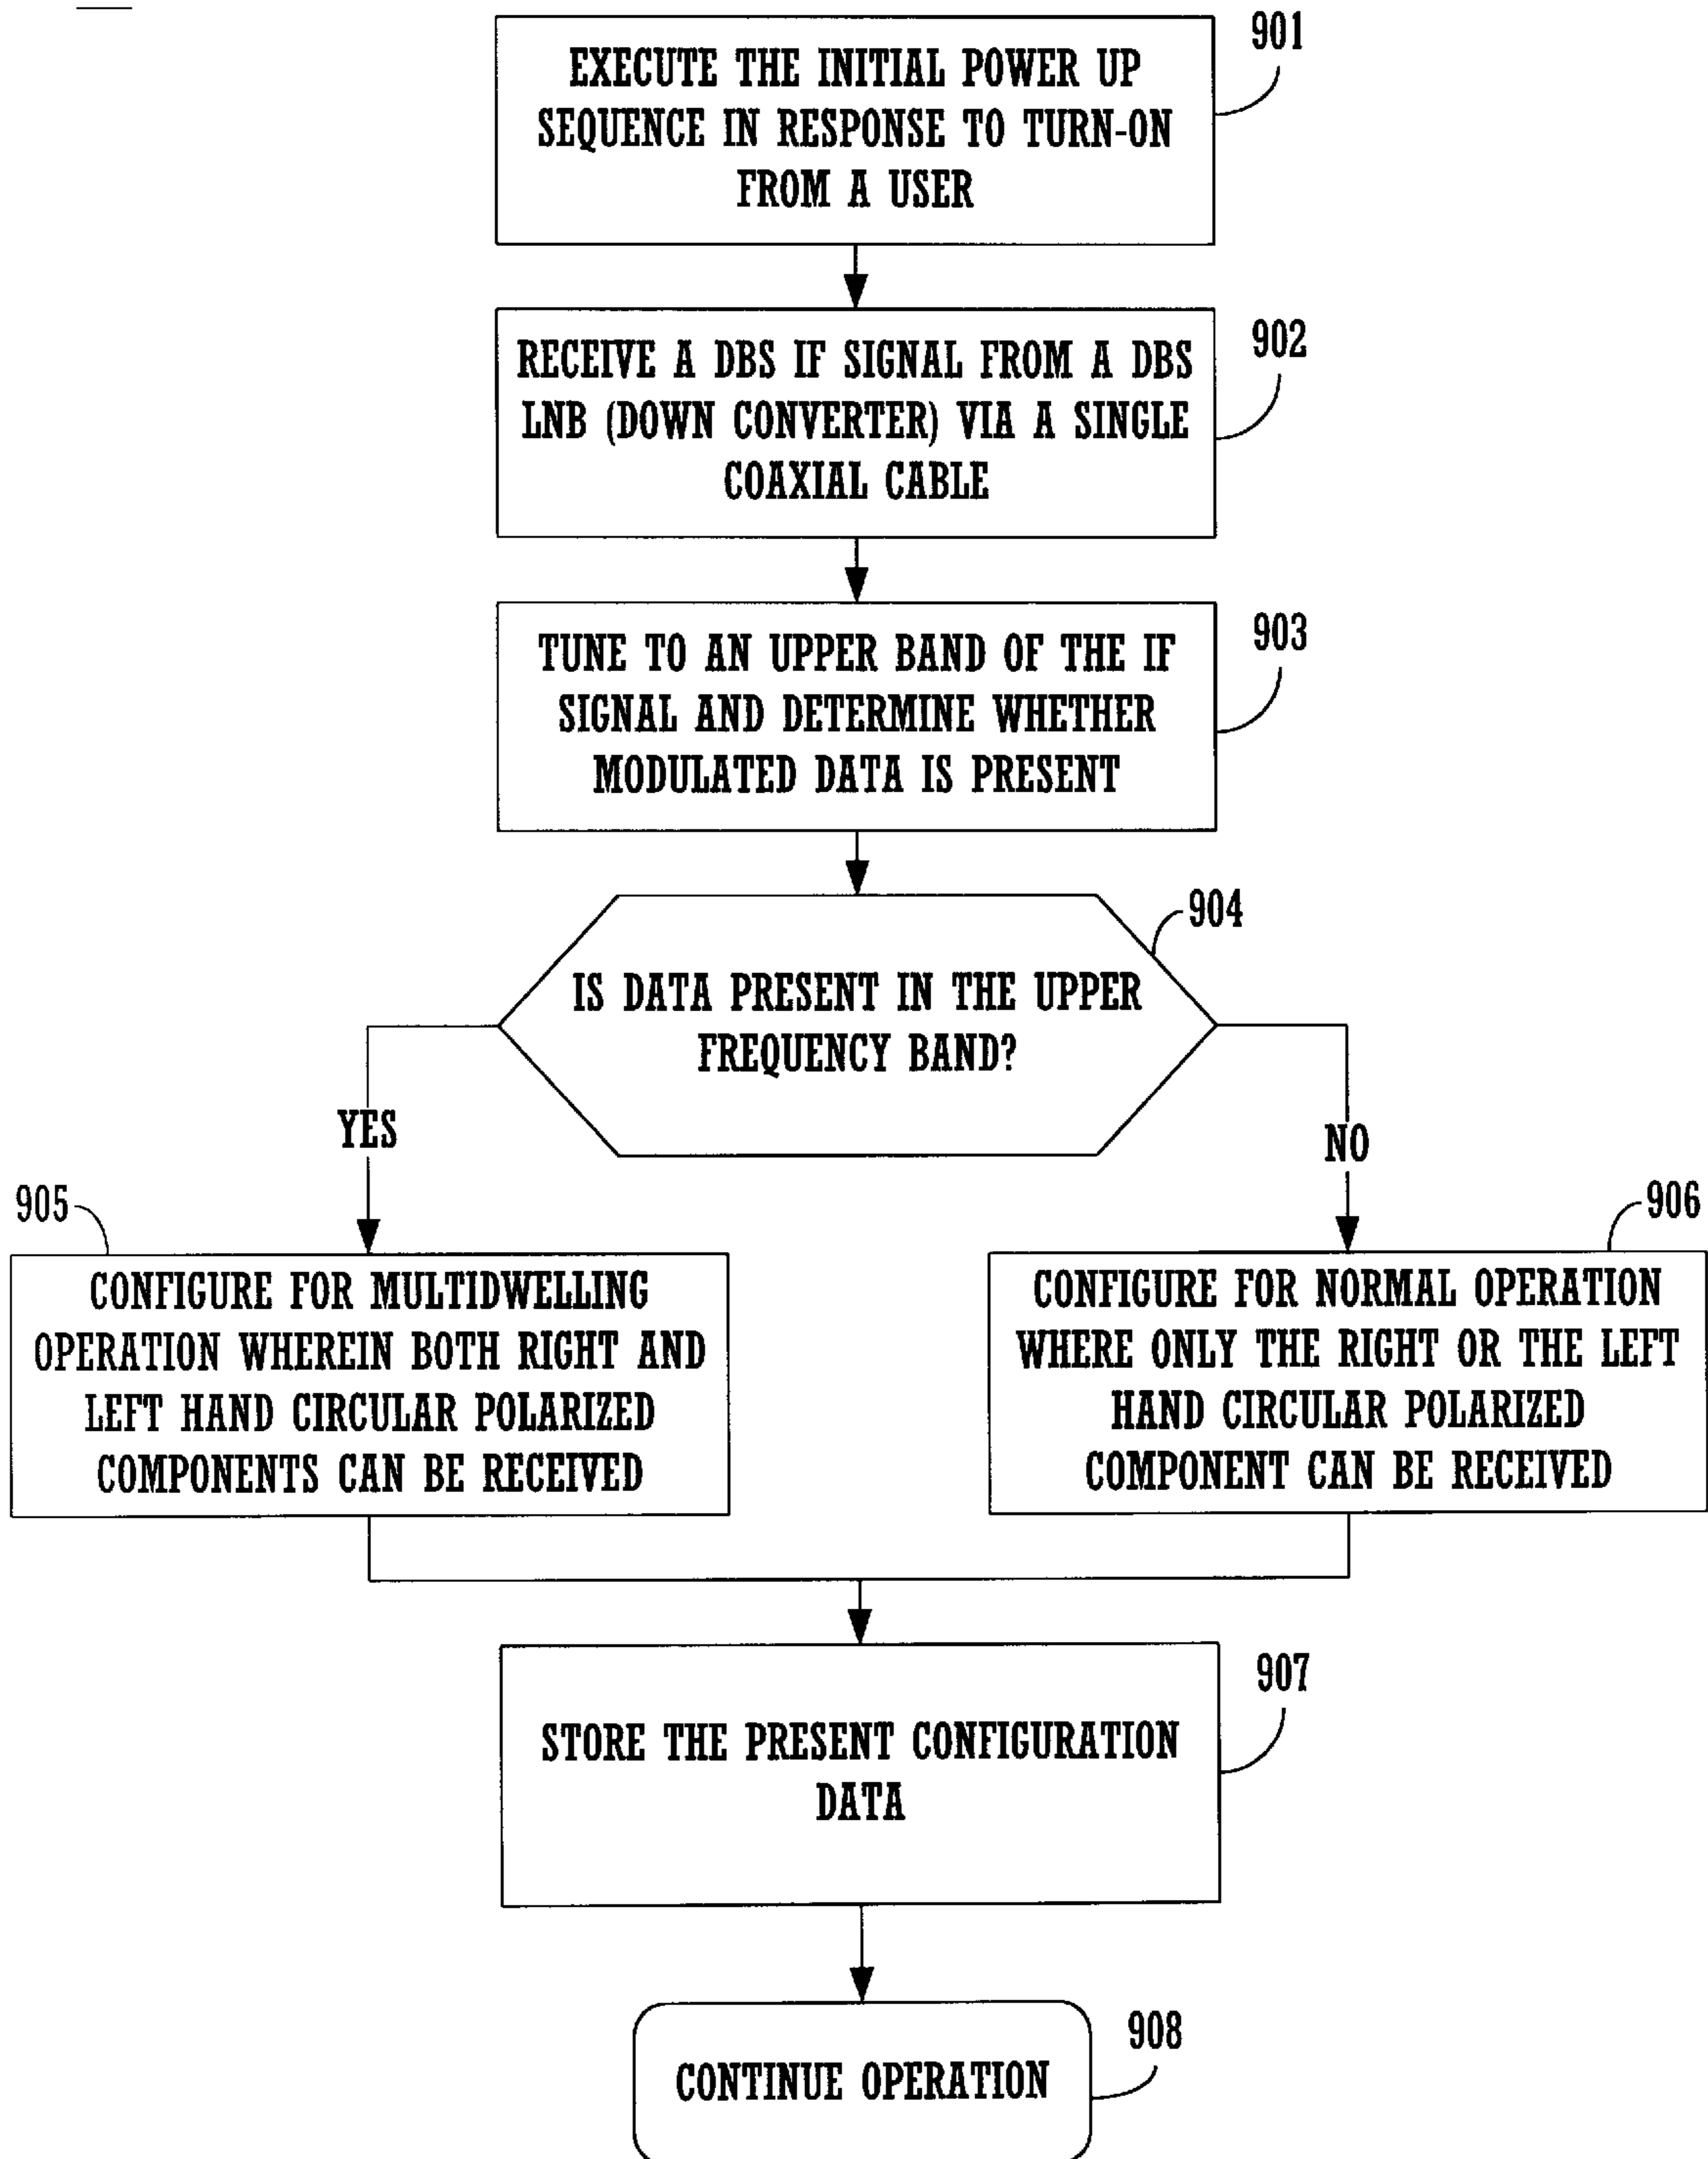 901
EXECUTE THE INITIAL POWER UP
SEQUENCE IN RESPONSE TO TURN-ON
FROM A USER
902
RECEIVE A DBS IF SIGNAL FROM A DBS
LNB (DOWN CONVERTER) VIA A SINGLE
COAXIAL CABLE
903
TUNE TO AN UPPER BAND OF THE IF
SIGNAL AND DETERMINE WHETHER
MODULATED DATA IS PRESENT
904
IS DATA PRESENT IN THE UPPER
FREQUENCY BAND?
YES
NO
905
CONFIGURE FOR MULTIDWELLING
OPERATION WHEREIN BOTH RIGHT AND
LEFT HAND CIRCULAR POLARIZED
COMPONENTS CAN BE RECEIVED
906
CONFIGURE FOR NORMAL OPERATION
WHERE ONLY THE RIGHT OR THE LEFT
HAND CIRCULAR POLARIZED
COMPONENT CAN BE RECEIVED
907
STORE THE PRESENT CONFIGURATION
DATA
908
CONTINUE OPERATION